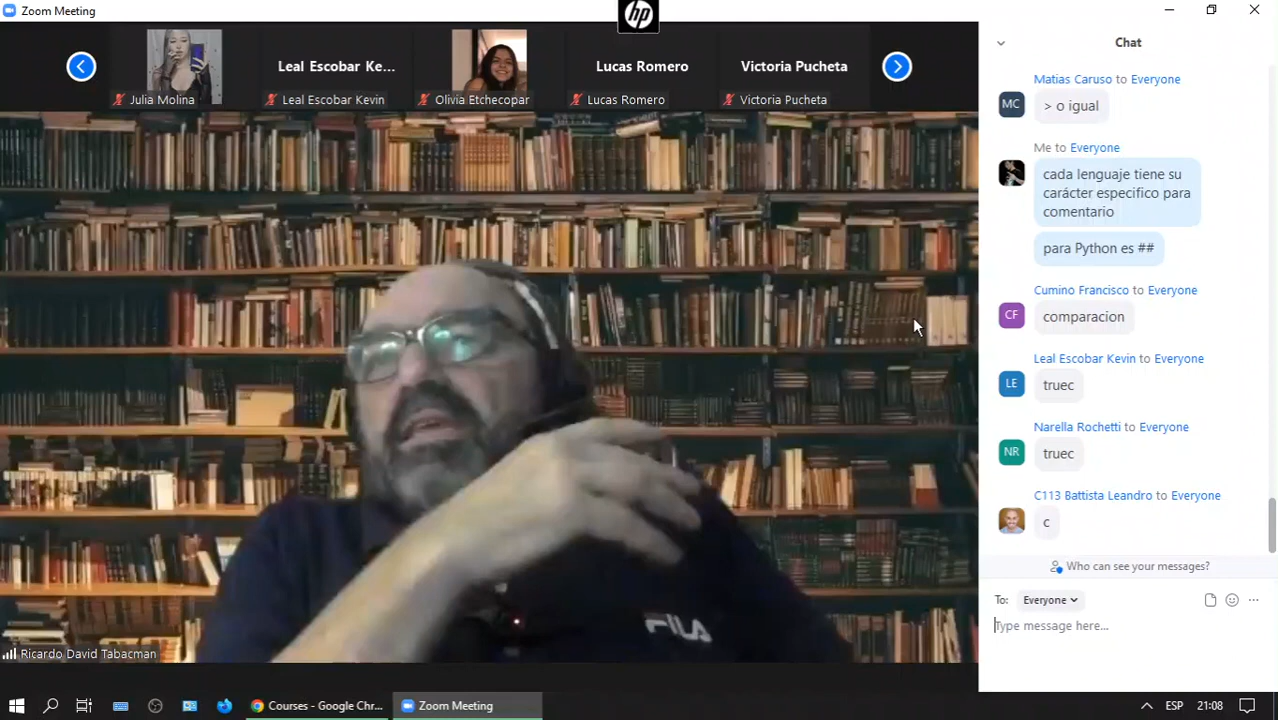 Zoom Meeting
hp
Leal Escobar Ke...
Lucas Romero
Victoria Pucheta
Julia Molina
Leal Escobar Kevin
Olivia Etchecopar
Lucas Romero
Victoria Pucheta
FILA
Ricardo David Tabacman
Chat
Matias Caruso to Everyone
MC
> o igual
Me to Everyone
cada lenguaje tiene su
carácter especifico para
comentario
para Python es ##
Cumino Francisco to Everyone
CF
comparacion
Leal Escobar Kevin to Everyone
LE
truec
Narella Rochetti to Everyone
NR
truec
C113 Battista Leandro to Everyone
c
Who can see your messages?
To: Everyone
Type message here...
Courses - Google Chr...
Zoom Meeting
ESP
21:08